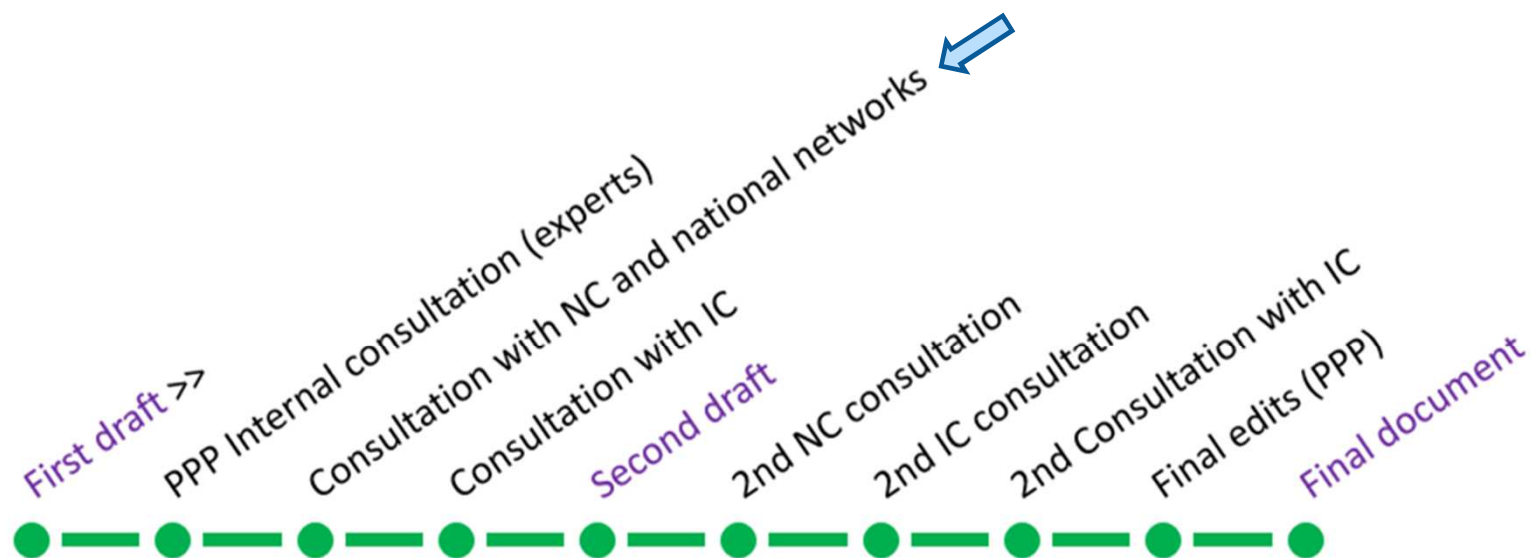 First draft >>
PPP Internal consultation (experts)
Consultation with NC and national networks
Consultation with IC
Second draft
2nd NC consultation
2nd IC consultation
2nd Consultation with IC
Final edits (PPP)
Final document